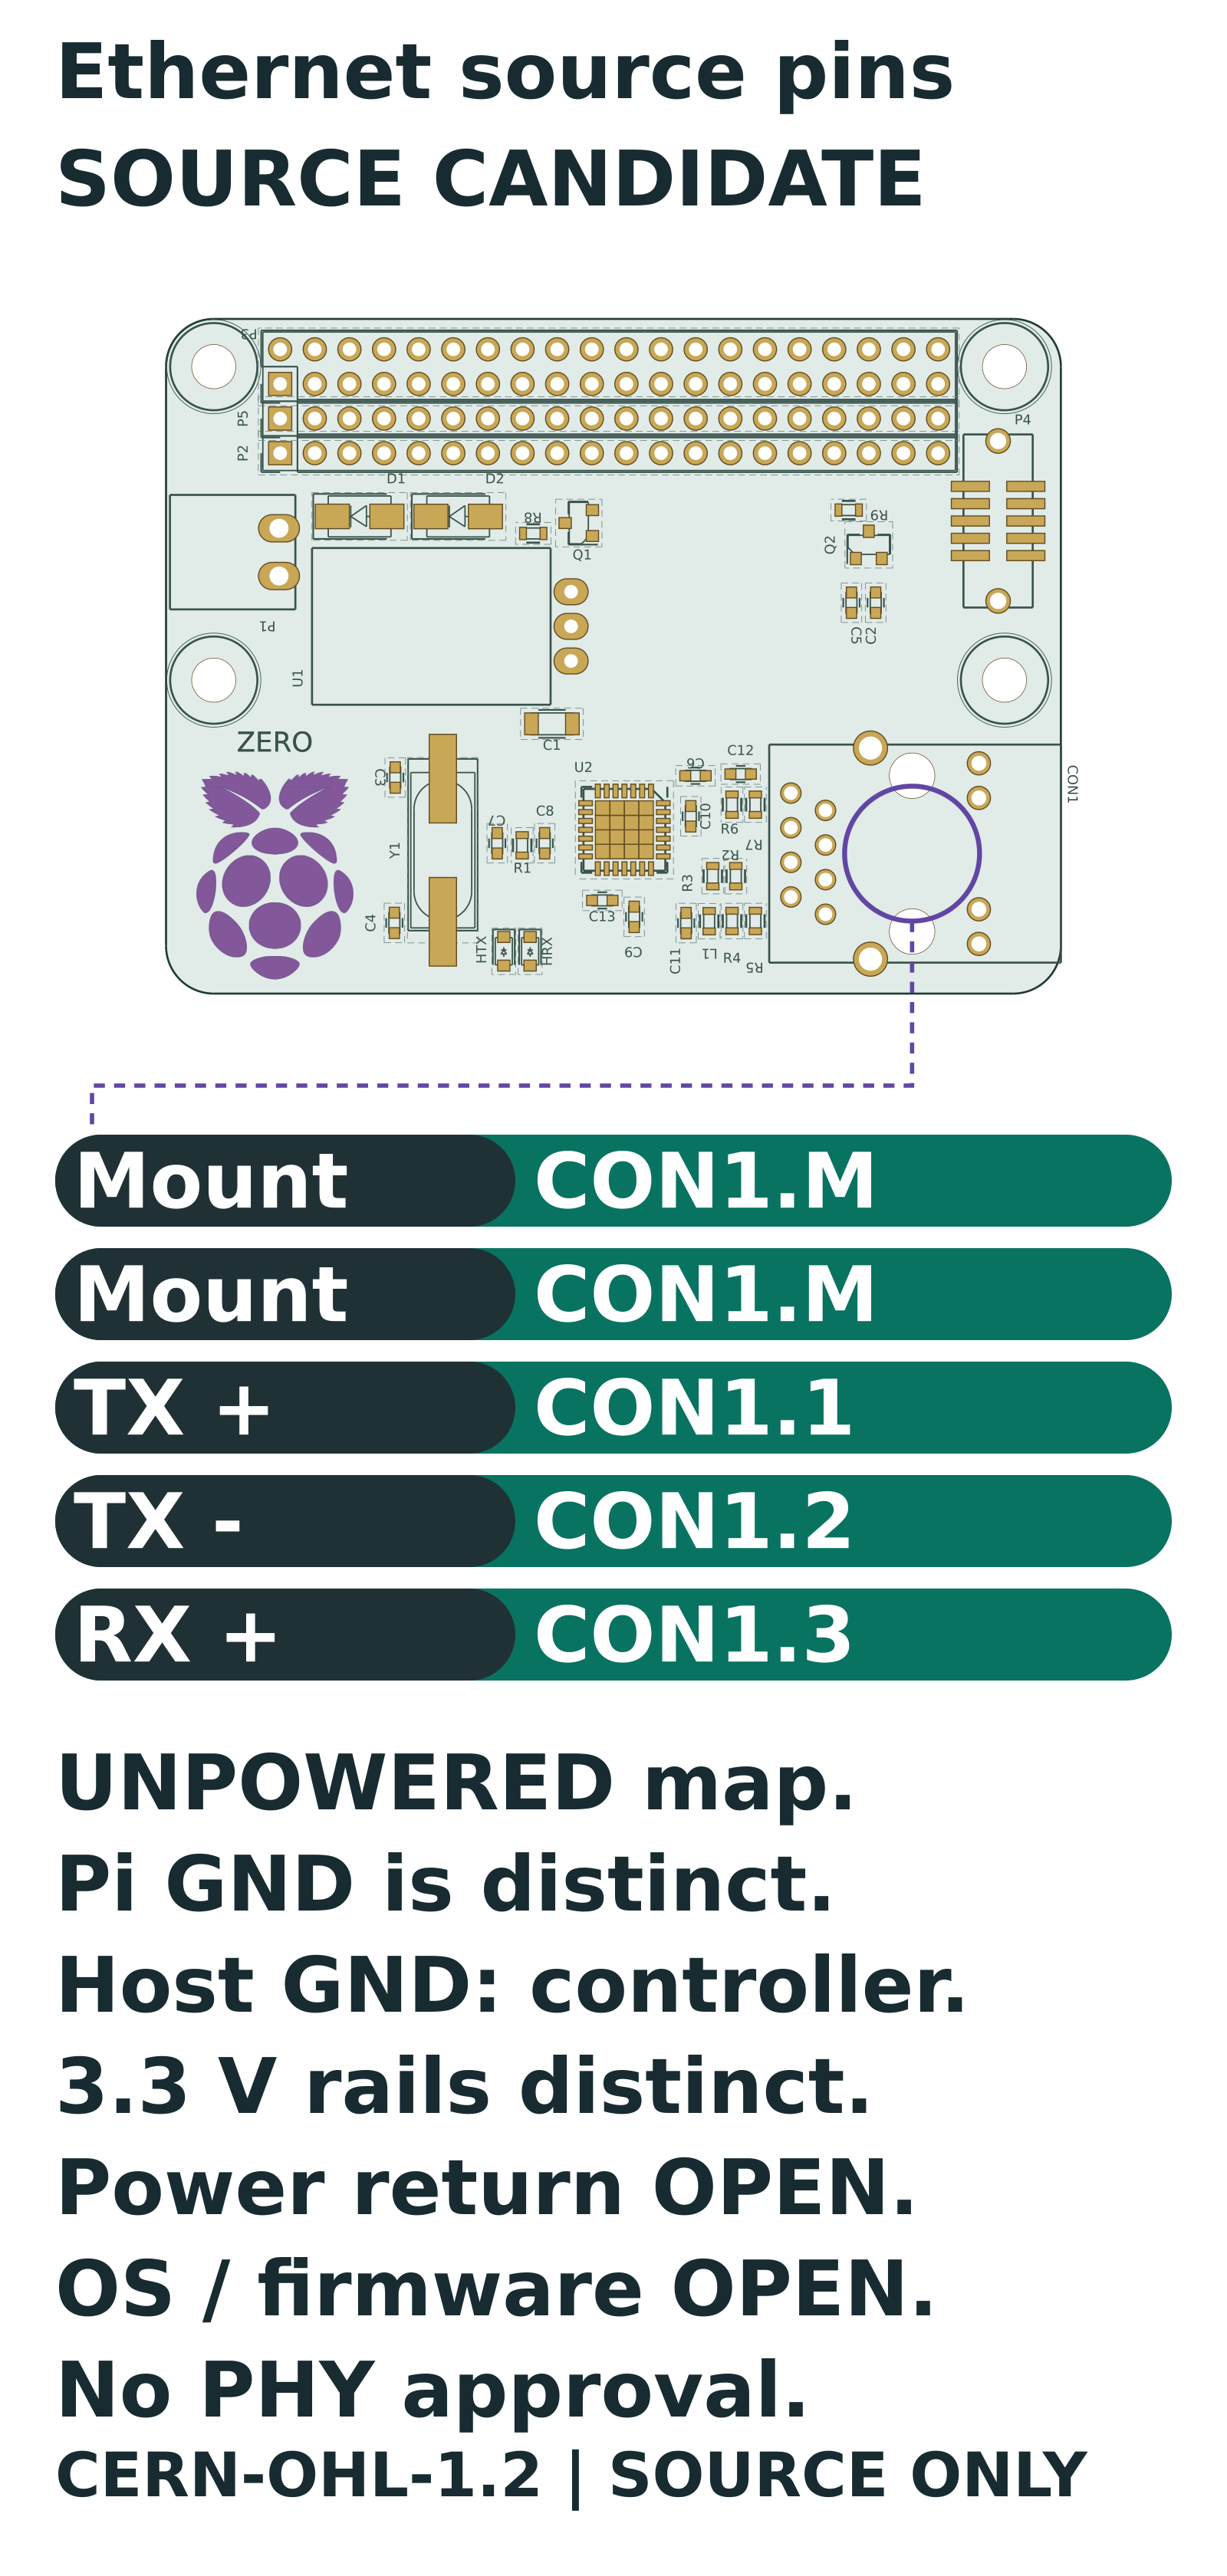 Ethernet source pins
SOURCE CANDIDATE
P3
P5
P2
P4
D1 D2
R8
Q1
R9
Q2
C5 C2
P1
U1
C1
ZERO
C3
Y1
C4
C7
R1
C8
U2
C6
C12
C10
R6
R7
R2
R3
C13
C9
C11
L1
R4
R5
HTX
HRX
CON1
Mount CON1.M
Mount CON1.M
TX + CON1.1
TX - CON1.2
RX + CON1.3
UNPOWERED map.
Pi GND is distinct.
Host GND: controller.
3.3 V rails distinct.
Power return OPEN.
OS / firmware OPEN.
No PHY approval.
CERN-OHL-1.2 | SOURCE ONLY